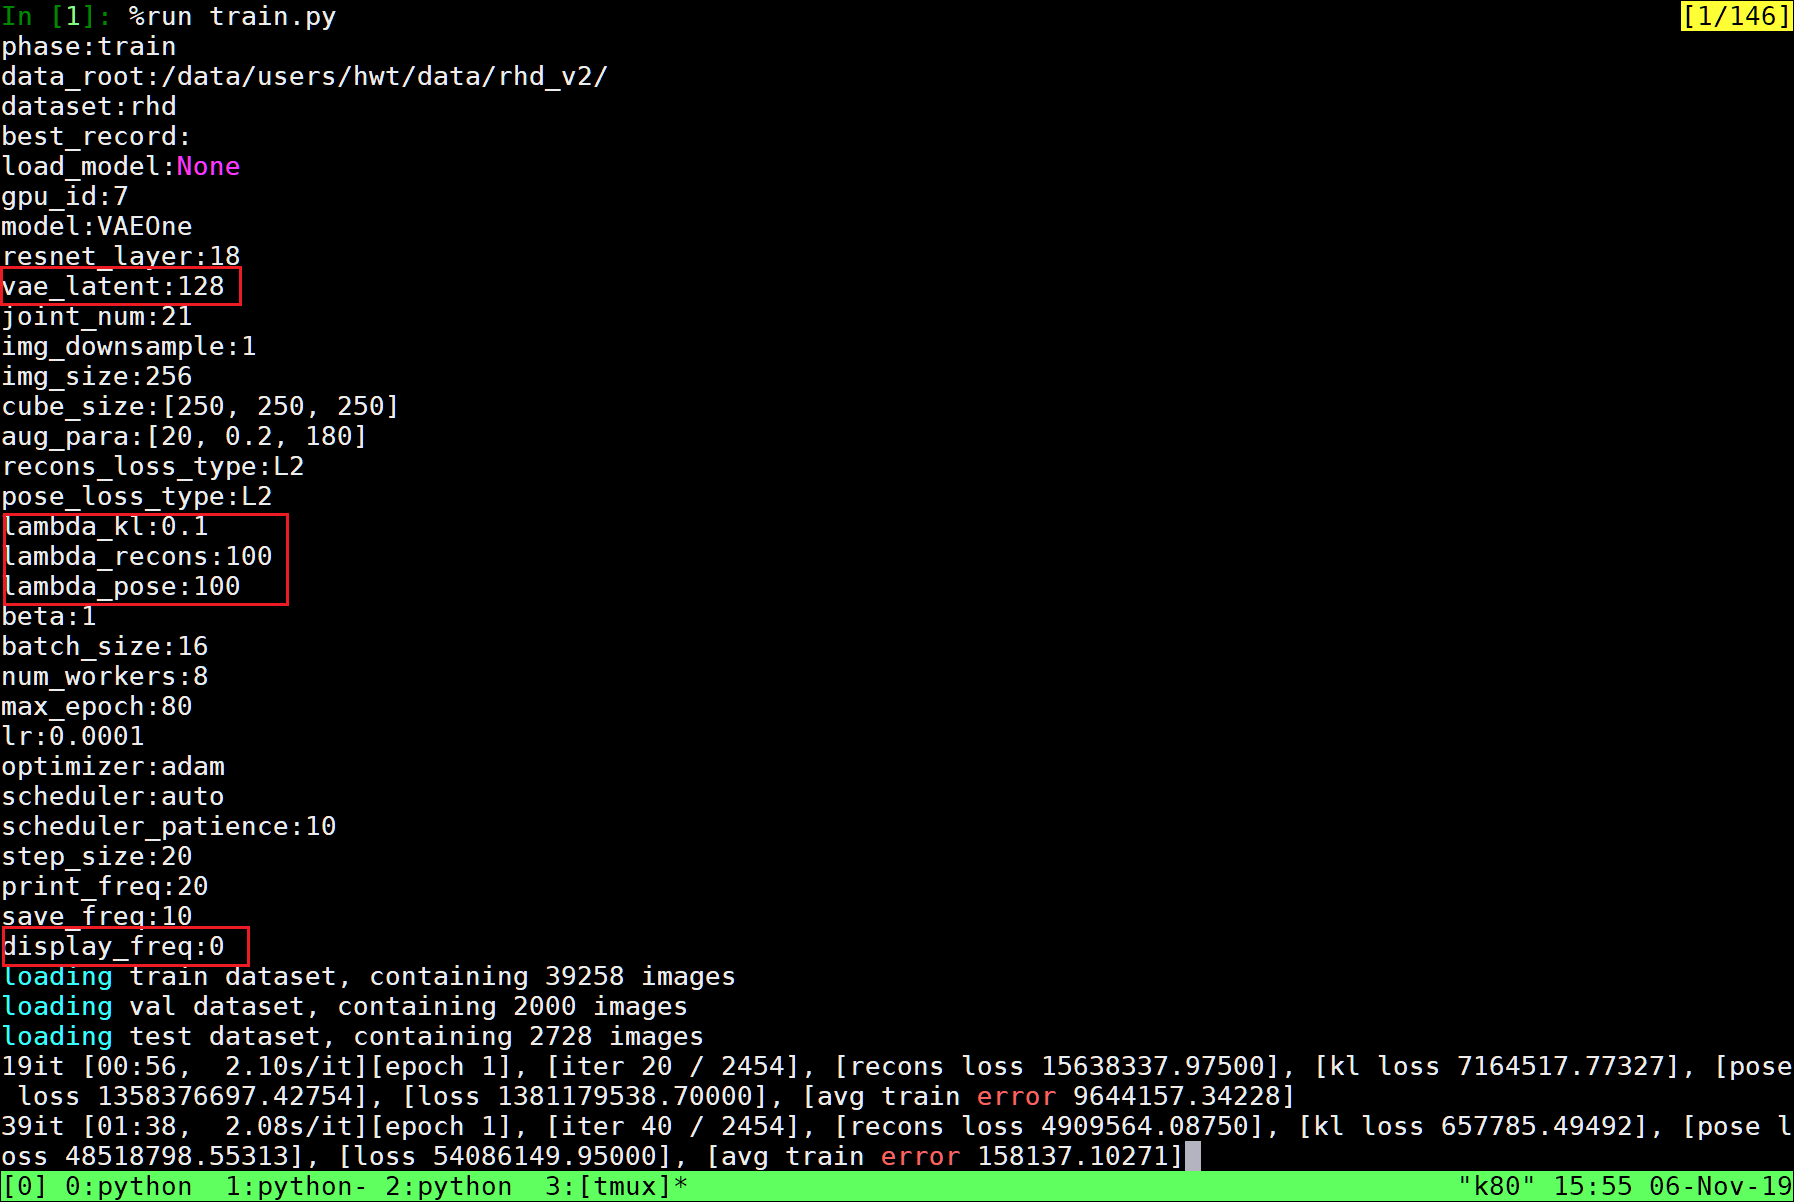 In [1]: %run train.py [1/146]
phase:train
data_root:/data/users/hwt/data/rhd_v2/
dataset:rhd
best_record:
load_model:None
gpu_id:7
model:VAEOne
resnet_layer:18
vae_latent:128
joint_num:21
img_downsample:1
img_size:256
cube_size:[250, 250, 250]
aug_para:[20, 0.2, 180]
recons_loss_type:L2
pose_loss_type:L2
lambda_kl:0.1
lambda_recons:100
lambda_pose:100
beta:1
batch_size:16
num_workers:8
max_epoch:80
lr:0.0001
optimizer:adam
scheduler:auto
scheduler_patience:10
step_size:20
print_freq:20
save_freq:10
display_freq:0
loading train dataset, containing 39258 images
loading val dataset, containing 2000 images
loading test dataset, containing 2728 images
19it [00:56,  2.10s/it][epoch 1], [iter 20 / 2454], [recons loss 15638337.97500], [kl loss 7164517.77327], [pose
 loss 1358376697.42754], [loss 1381179538.70000], [avg train error 9644157.34228]
39it [01:38,  2.08s/it][epoch 1], [iter 40 / 2454], [recons loss 4909564.08750], [kl loss 657785.49492], [pose l
oss 48518798.55313], [loss 54086149.95000], [avg train error 158137.10271]
[0] 0:python  1:python- 2:python  3:[tmux]* "k80" 15:55 06-Nov-19